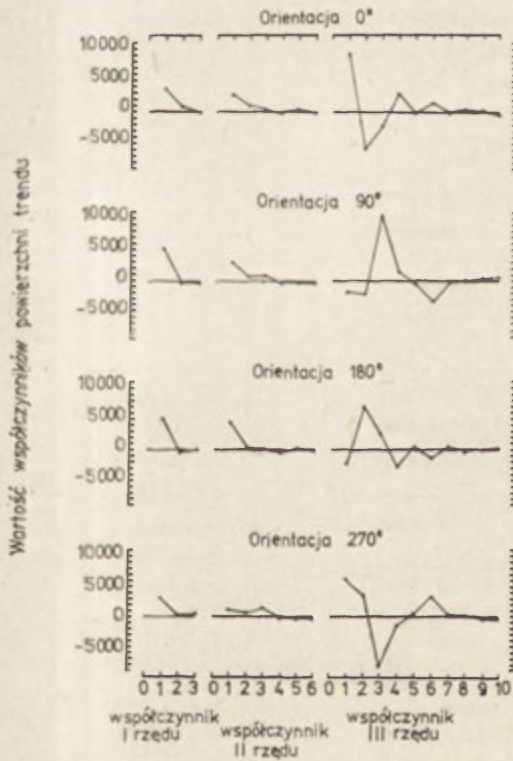 Wartość współczynników powierzchni trendu
Orientacja 0°
10000
5000
0
-5000
Orientacja 90°
10000
5000
0
-5000
Orientacja 180°
10000
5000
0
-5000
Orientacja 270°
10000
5000
0
-5000
0 1 2 3 0 1 2 3 4 5 6 0 1 2 3 4 5 6 7 8 9 10
współczynnik
I rzędu
współczynnik
II rzędu
współczynnik
III rzędu